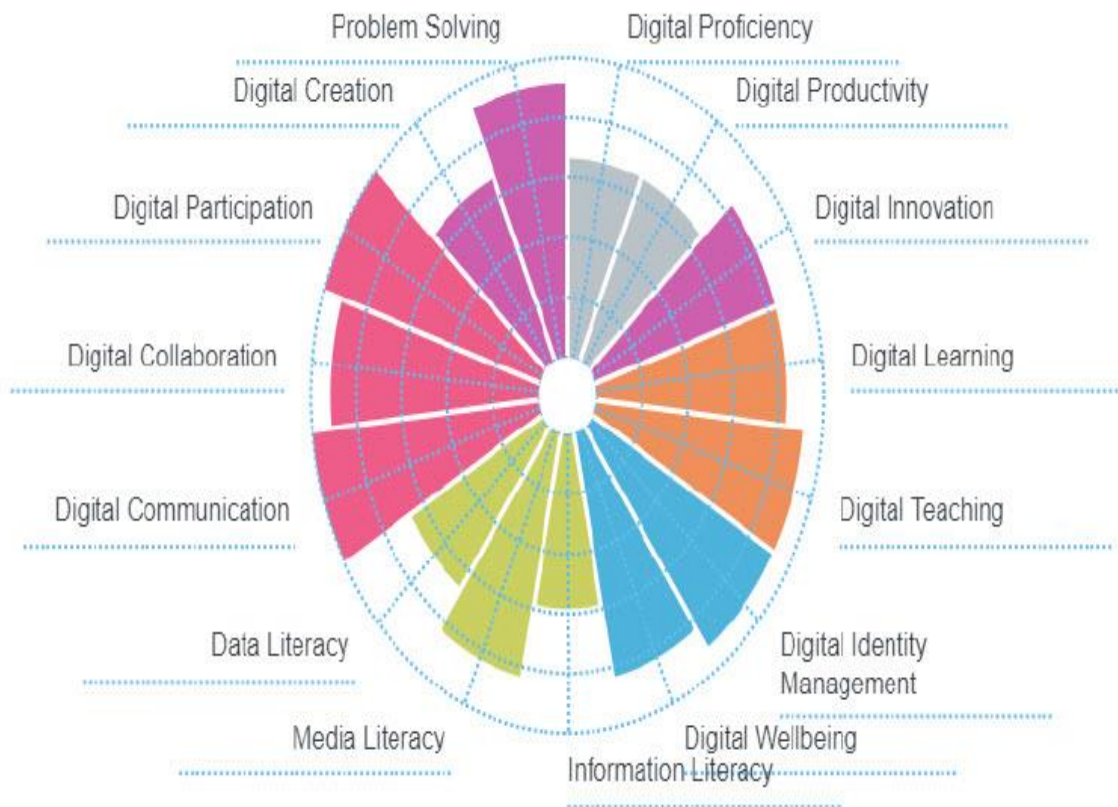 Problem Solving
Digital Proficiency
Digital Creation
Digital Productivity
Digital Participation
Digital Innovation
Digital Collaboration
Digital Learning
Digital Communication
Digital Teaching
Data Literacy
Digital Identity
Management
Media Literacy
Digital Wellbeing
Information Literacy